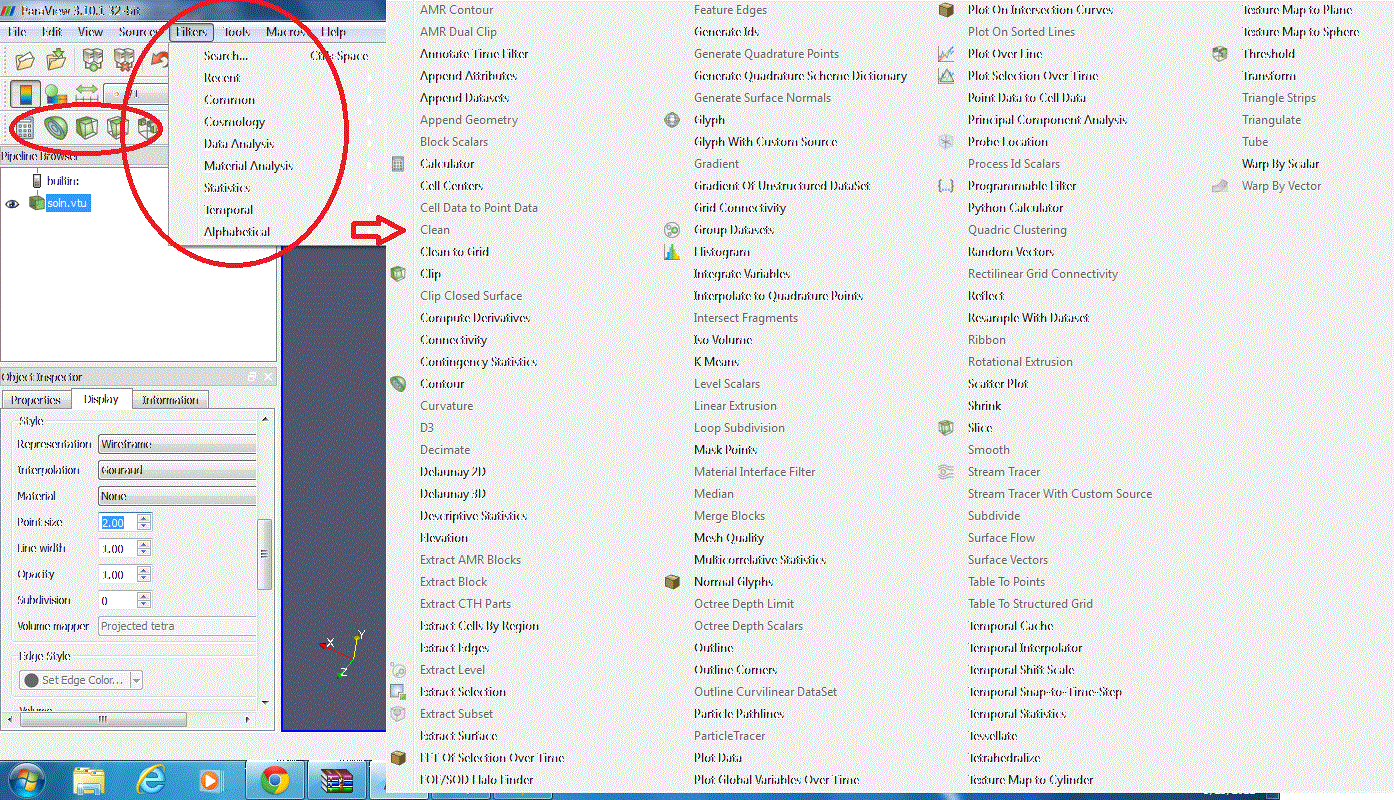 ParaView 3.10.1 32-bit
File Edit View Sources Filters Tools Macros Help
Search... Ctrl+Space
Recent
Common
Cosmology
Data Analysis
Material Analysis
Statistics
Temporal
Alphabetical
Pipeline Browser
builtin:
soln.vtu
Object Inspector
Properties Display Information
Style
Representation Wireframe
Interpolation Gouraud
Material None
Point size 2.00
Line width 1.00
Opacity 1.00
Subdivision 0
Volume mapper Projected tetra
Edge Style
Set Edge Color...
Volume
X
Y
Z
AMR Contour
AMR Dual Clip
Annotate Time Filter
Append Attributes
Append Datasets
Append Geometry
Block Scalars
Calculator
Cell Centers
Cell Data to Point Data
Clean
Clean to Grid
Clip
Clip Closed Surface
Compute Derivatives
Connectivity
Contingency Statistics
Contour
Curvature
D3
Decimate
Delaunay 2D
Delaunay 3D
Descriptive Statistics
Elevation
Extract AMR Blocks
Extract Block
Extract CTH Parts
Extract Cells By Region
Extract Edges
Extract Level
Extract Selection
Extract Subset
Extract Surface
FFT Of Selection Over Time
FOF/SOD Halo Finder
Feature Edges
Generate Ids
Generate Quadrature Points
Generate Quadrature Scheme Dictionary
Generate Surface Normals
Glyph
Glyph With Custom Source
Gradient
Gradient Of Unstructured DataSet
Grid Connectivity
Group Datasets
Histogram
Integrate Variables
Interpolate to Quadrature Points
Intersect Fragments
Iso Volume
K Means
Level Scalars
Linear Extrusion
Loop Subdivision
Mask Points
Material Interface Filter
Median
Merge Blocks
Mesh Quality
Multicorrelative Statistics
Normal Glyphs
Octree Depth Limit
Octree Depth Scalars
Outline
Outline Corners
Outline Curvilinear DataSet
Particle Pathlines
ParticleTracer
Plot Data
Plot Global Variables Over Time
Plot On Intersection Curves
Plot On Sorted Lines
Plot Over Line
Plot Selection Over Time
Point Data to Cell Data
Principal Component Analysis
Probe Location
Process Id Scalars
Programmable Filter
Python Calculator
Quadric Clustering
Random Vectors
Rectilinear Grid Connectivity
Reflect
Resample With Dataset
Ribbon
Rotational Extrusion
Scatter Plot
Shrink
Slice
Smooth
Stream Tracer
Stream Tracer With Custom Source
Subdivide
Surface Flow
Surface Vectors
Table To Points
Table To Structured Grid
Temporal Cache
Temporal Interpolator
Temporal Shift Scale
Temporal Snap-to-Time-Step
Temporal Statistics
Tessellate
Tetrahedralize
Texture Map to Cylinder
Texture Map to Plane
Texture Map to Sphere
Threshold
Transform
Triangle Strips
Triangulate
Tube
Warp By Scalar
Warp By Vector